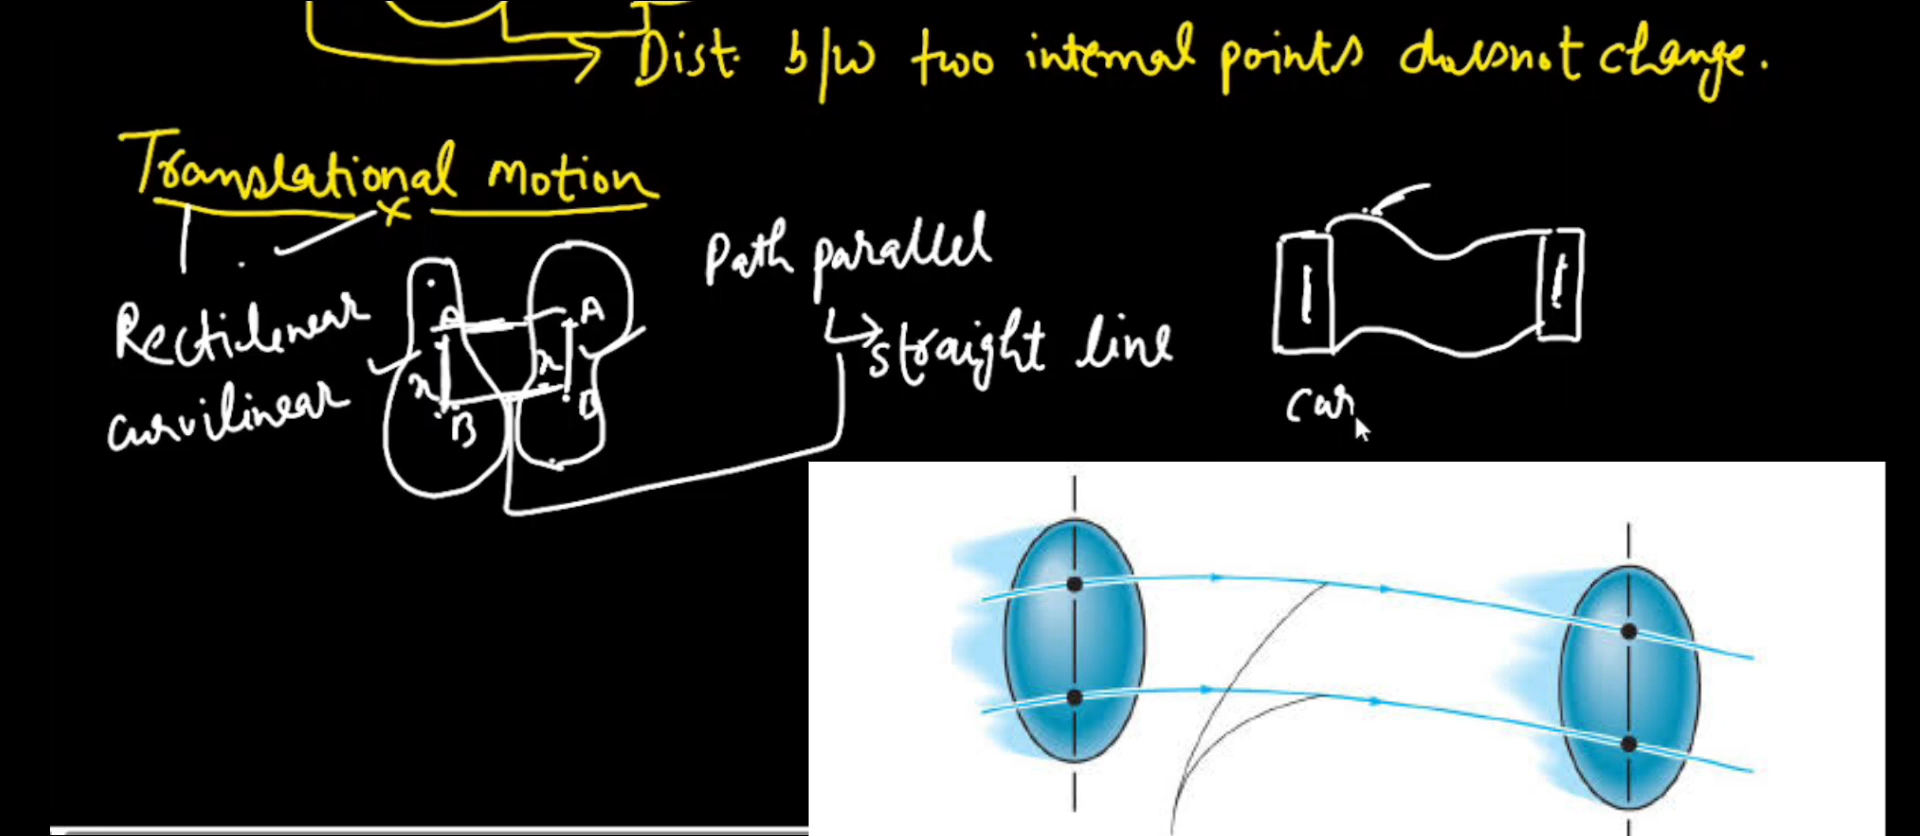 Dist. b/w two internal points doesnot change.
Translational Motion
Rectilinear
curvilinear
A
x
B
A
x
B
Path parallel
straight line
car